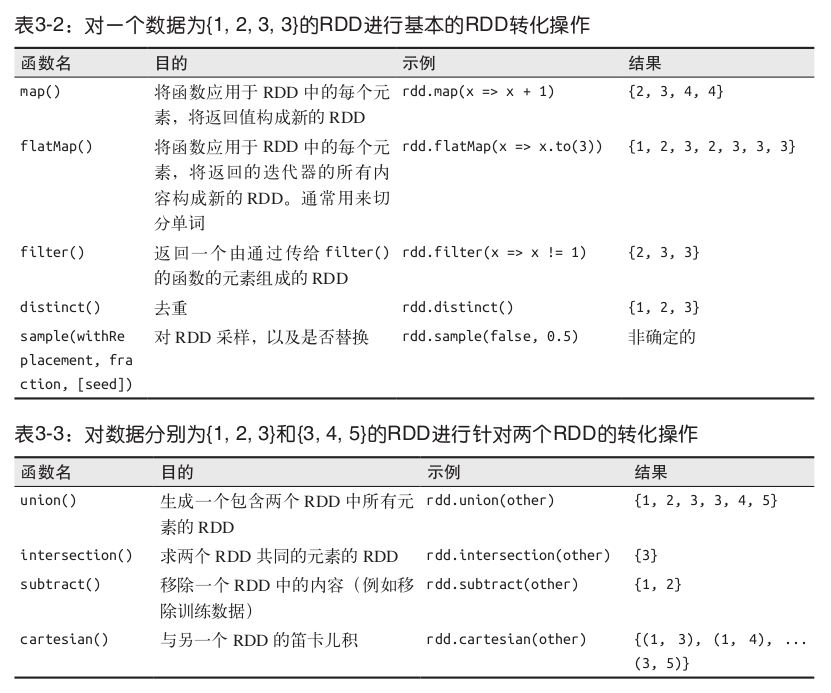 表3-2：对一个数据为{1, 2, 3, 3}的RDD进行基本的RDD转化操作
函数名 目的 示例 结果
map() 将函数应用于 RDD 中的每个元 rdd.map(x => x + 1) {2, 3, 4, 4}
素，将返回值构成新的 RDD
flatMap() 将函数应用于 RDD 中的每个元 rdd.flatMap(x => x.to(3)) {1, 2, 3, 2, 3, 3, 3}
素，将返回的迭代器的所有内
容构成新的 RDD。通常用来切
分单词
filter() 返回一个由通过传给 filter() rdd.filter(x => x != 1) {2, 3, 3}
的函数的元素组成的 RDD
distinct() 去重 rdd.distinct() {1, 2, 3}
sample(withRe 对 RDD 采样，以及是否替换 rdd.sample(false, 0.5) 非确定的
placement, fra
ction, [seed])
表3-3：对数据分别为{1, 2, 3}和{3, 4, 5}的RDD进行针对两个RDD的转化操作
函数名 目的 示例 结果
union() 生成一个包含两个 RDD 中所有元 rdd.union(other) {1, 2, 3, 3, 4, 5}
素的 RDD
intersection() 求两个 RDD 共同的元素的 RDD rdd.intersection(other) {3}
subtract() 移除一个 RDD 中的内容（例如移 rdd.subtract(other) {1, 2}
除训练数据）
cartesian() 与另一个 RDD 的笛卡儿积 rdd.cartesian(other) {(1, 3), (1, 4), ...
(3, 5)}